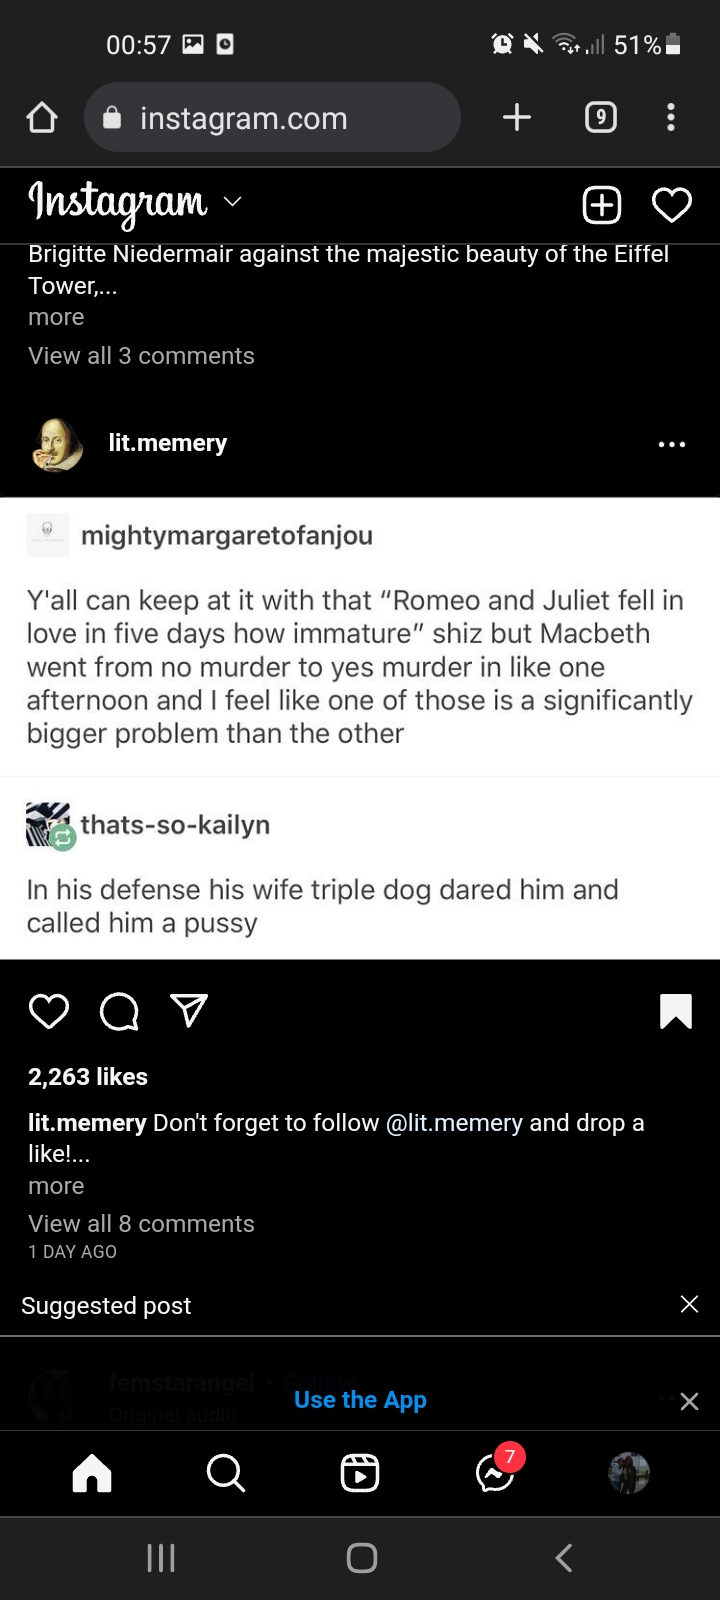 00:57
51%
instagram.com
9
Instagram
Brigitte Niedermair against the majestic beauty of the Eiffel
Tower,...
more
View all 3 comments
lit.memery
mightymargaretofanjou
Y'all can keep at it with that “Romeo and Juliet fell in
love in five days how immature” shiz but Macbeth
went from no murder to yes murder in like one
afternoon and I feel like one of those is a significantly
bigger problem than the other
thats-so-kailyn
In his defense his wife triple dog dared him and
called him a pussy
2,263 likes
lit.memery Don't forget to follow @lit.memery and drop a
like!...
more
View all 8 comments
1 DAY AGO
Suggested post
femstarangel • Follow
Use the App
Original audio
7